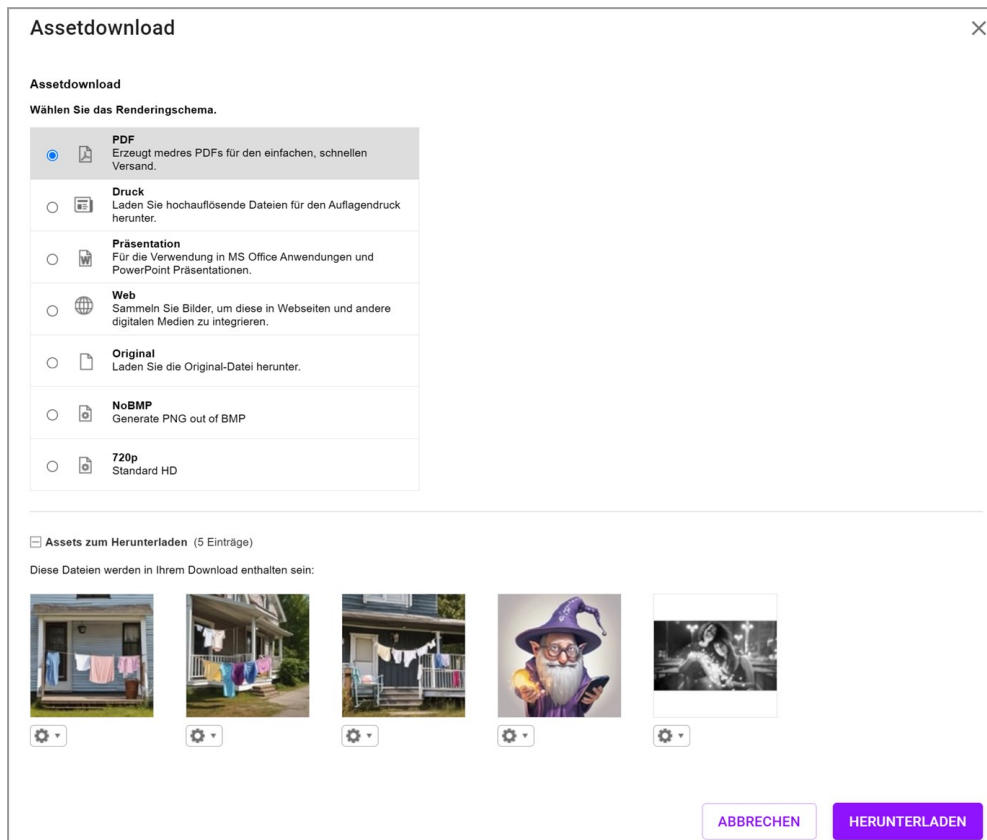 Assetdownload
Assetdownload
Wählen Sie das Renderingschema.
PDF
Erzeugt medres PDFs für den einfachen, schnellen
Versand.
Druck
Laden Sie hochauflösende Dateien für den Auflagendruck
herunter.
Präsentation
Für die Verwendung in MS Office Anwendungen und
PowerPoint Präsentationen.
Web
Sammeln Sie Bilder, um diese in Webseiten und andere
digitalen Medien zu integrieren.
Original
Laden Sie die Original-Datei herunter.
NoBMP
Generate PNG out of BMP
720p
Standard HD
Assets zum Herunterladen (5 Einträge)
Diese Dateien werden in Ihrem Download enthalten sein:
ABBRECHEN HERUNTERLADEN